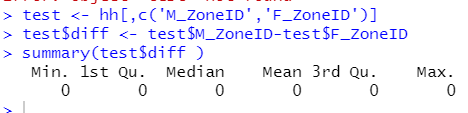 > test <- hh[,c('M_ZoneID','F_ZoneID')]
> test$diff <- test$M_ZoneID-test$F_ZoneID
> summary(test$diff )
   Min. 1st Qu.  Median    Mean 3rd Qu.    Max.
      0       0       0       0       0       0
>